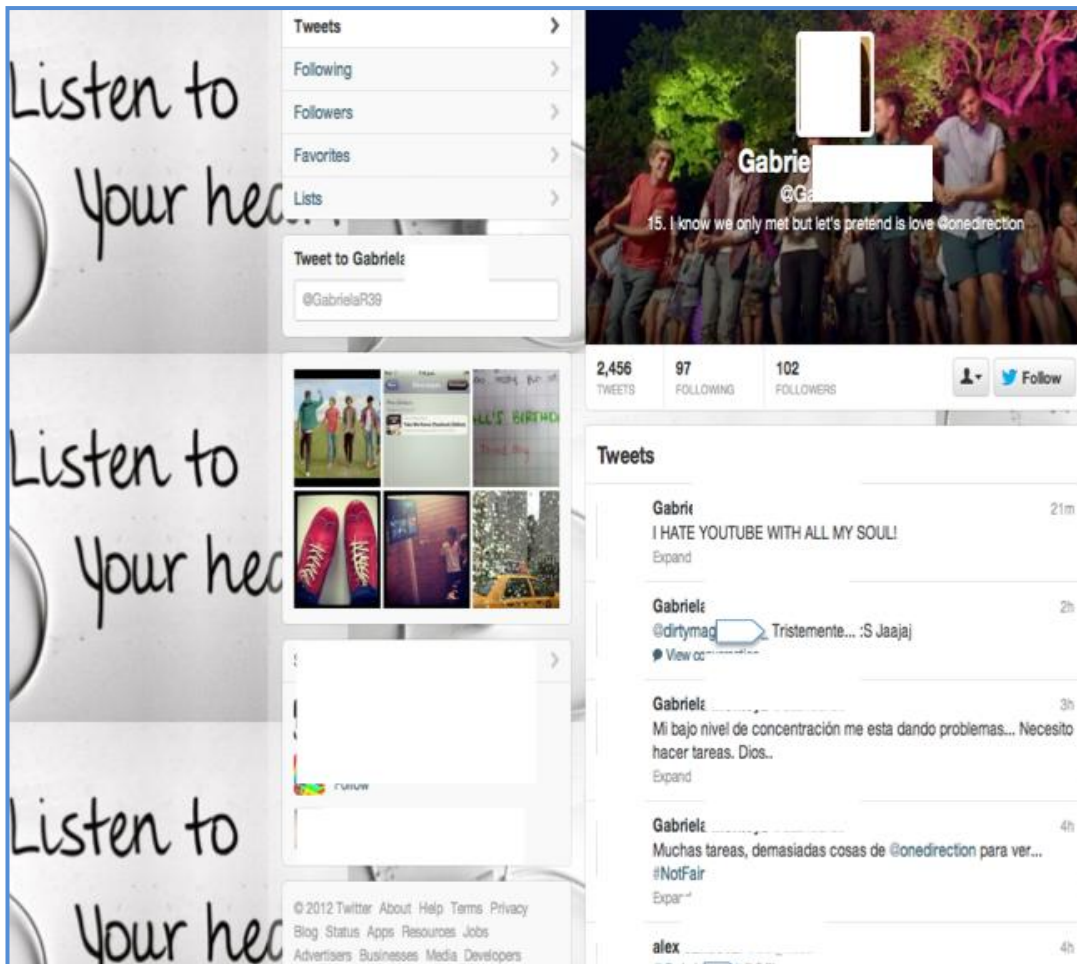 Listen to
Your hea
Listen to
Your hea
Listen to
Your hea
Tweets
Following
Followers
Favorites
Lists
Tweet to Gabriela
@GabrielaR39
Follow
© 2012 Twitter About Help Terms Privacy
Blog Status Apps Resources Jobs
Advertisers Businesses Media Developers
Gabrie
@Ga
15. I know we only met but let's pretend is love @onedirection
2,456 97 102
TWEETS FOLLOWING FOLLOWERS
Follow
Tweets
Gabrie 21m
I HATE YOUTUBE WITH ALL MY SOUL!
Expand
Gabriela 2h
@dirtymag Tristemente... :S Jaajaj
View
Gabriela 3h
Mi bajo nivel de concentración me esta dando problemas... Necesito
hacer tareas. Dios..
Expand
Gabriela 4h
Muchas tareas, demasiadas cosas de @onedirection para ver...
#NotFair
Expand
alex 4h